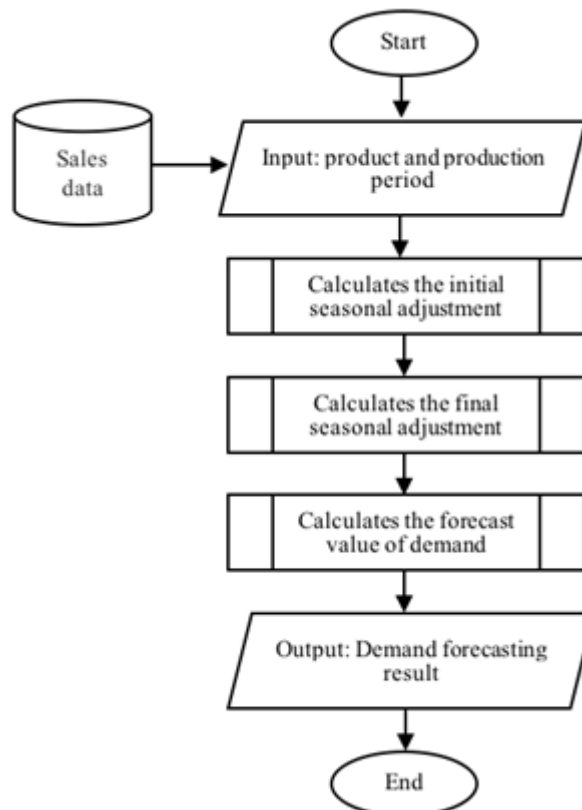 Start
Sales
data
Input: product and production
period
Calculates the initial
seasonal adjustment
Calculates the final
seasonal adjustment
Calculates the forecast
value of demand
Output: Demand forecasting
result
End